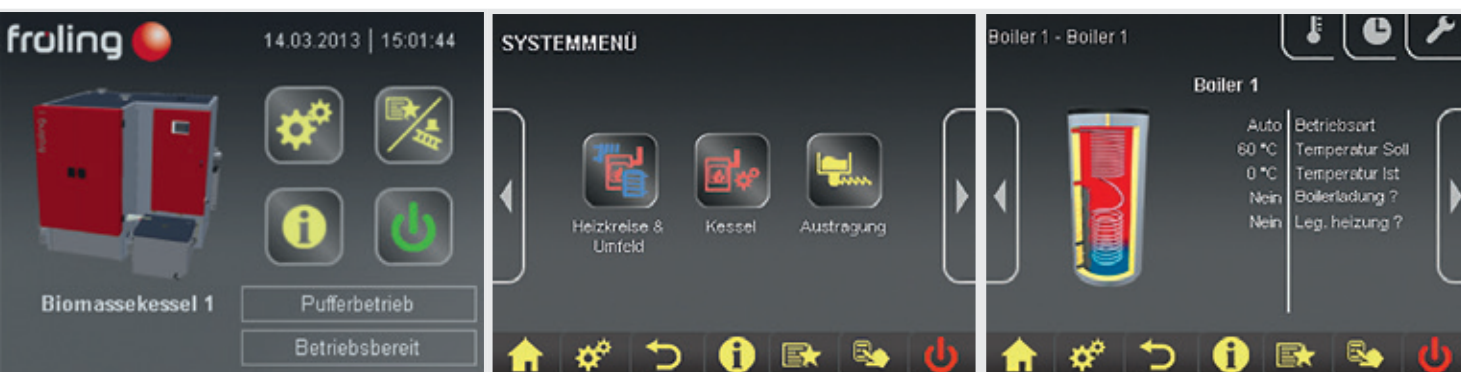 froling
14.03.2013 | 15:01:44
Biomassekessel 1
Pufferbetrieb
Betriebsbereit
SYSTEMMENÜ
Heizkreise &
Umfeld
Kessel
Austragung
Boiler 1 - Boiler 1
Boiler 1
Auto Betriebsart
60 °C Temperatur Soll
0 °C Temperatur Ist
Nein Boilerladung ?
Nein Leg. heizung ?